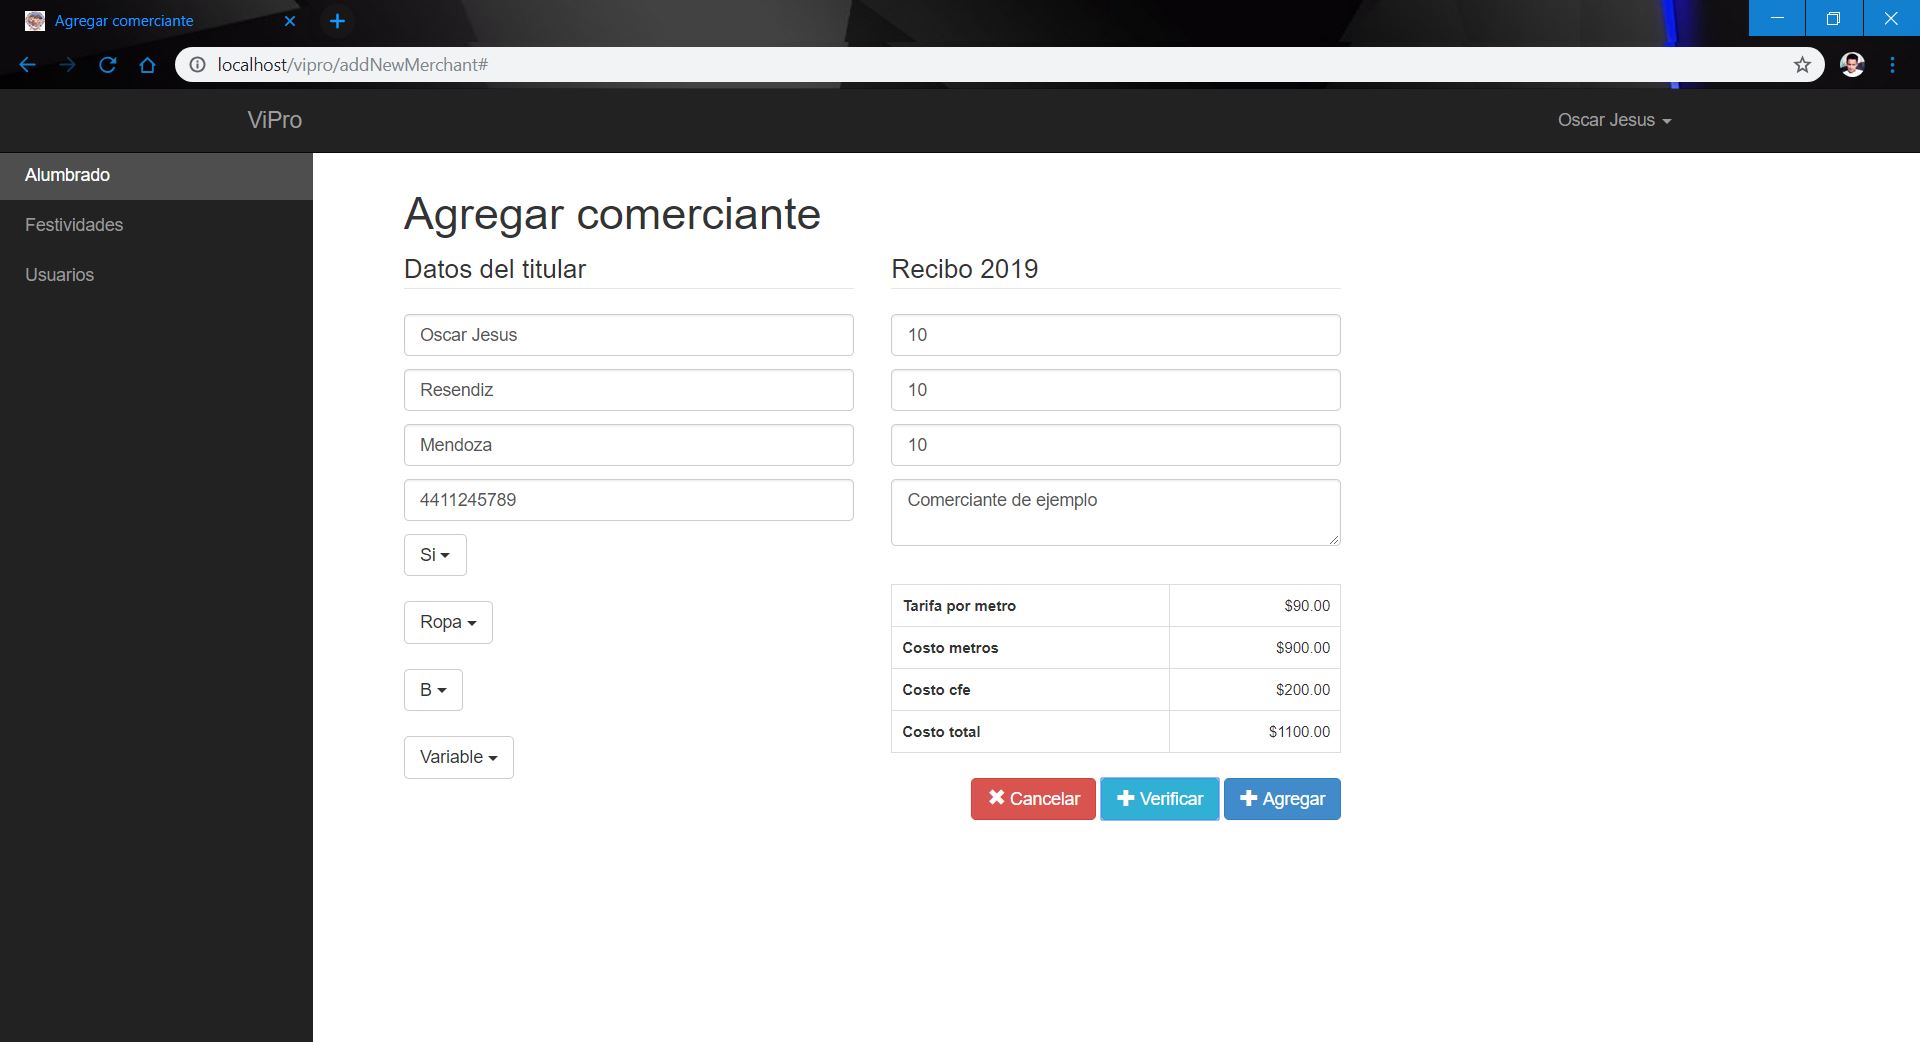 Agregar comerciante
localhost/vipro/addNewMerchant#
ViPro
Oscar Jesus
Alumbrado
Festividades
Usuarios
Agregar comerciante
Datos del titular
Oscar Jesus
Resendiz
Mendoza
4411245789
Si
Ropa
B
Variable
Recibo 2019
10
10
10
Comerciante de ejemplo
Tarifa por metro $90.00
Costo metros $900.00
Costo cfe $200.00
Costo total $1100.00
Cancelar Verificar Agregar